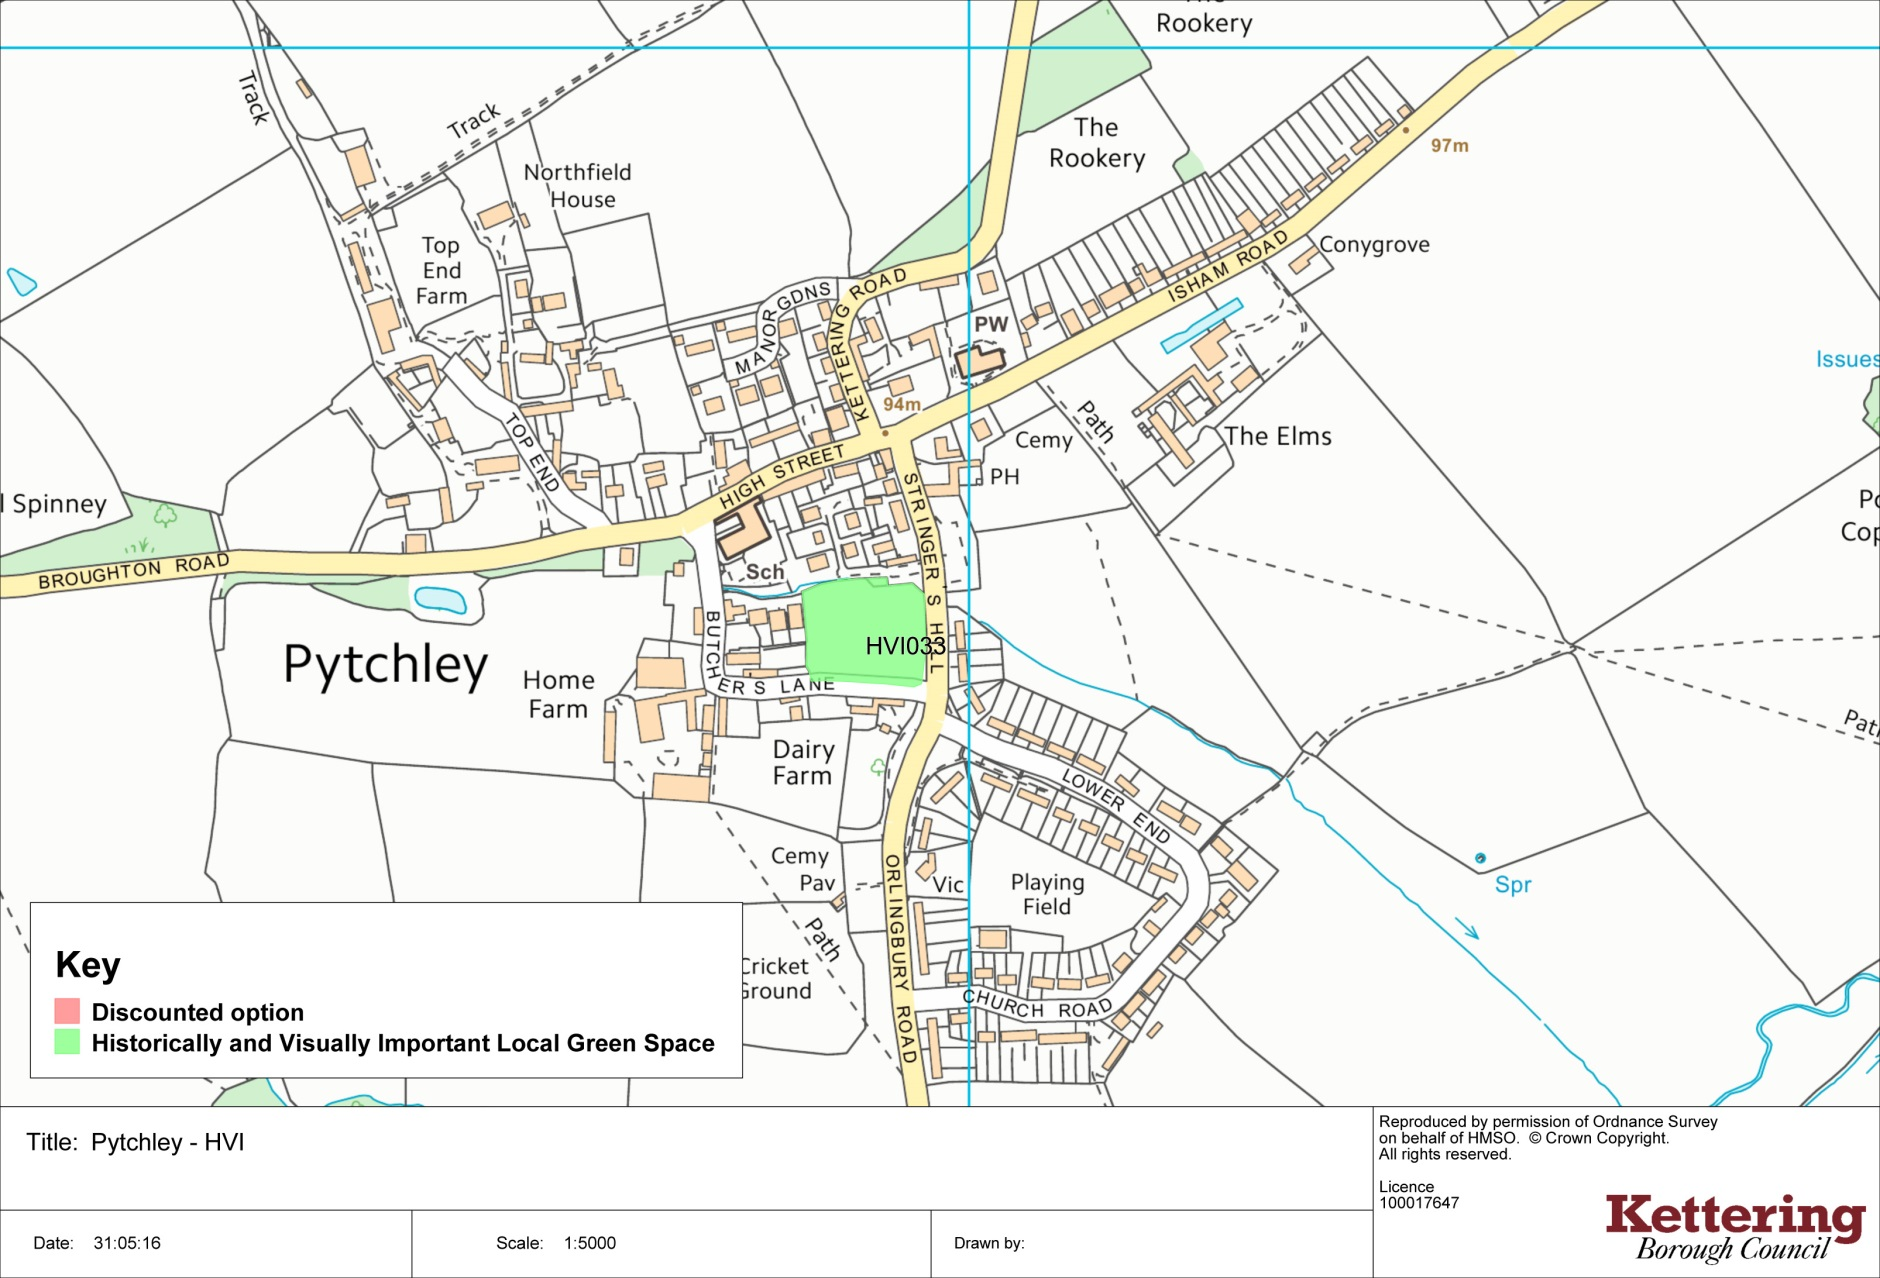 The
Rookery
Track
Track
The
Rookery
97m
Northfield
House
Top
End
Farm
Conygrove
MANOR GDNS
KETTERING ROAD
ISHAM ROAD
PW
Issues
94m
Path
Cemy
The Elms
TOP END
HIGH STREET
PH
l Spinney
STRINGER'S HILL
BROUGHTON ROAD
Sch
Pytchley
BUTCHER'S LANE
HVI033
Home
Farm
Dairy
Farm
LOWER END
Cemy
Pav
Vic
Playing
Field
Spr
ORLINGBURY ROAD
Path
Cricket
Ground
CHURCH ROAD
Key
Discounted option
Historically and Visually Important Local Green Space
Title: Pytchley - HVI
Reproduced by permission of Ordnance Survey
on behalf of HMSO. © Crown Copyright.
All rights reserved.
Licence
100017647
Date: 31:05:16
Scale: 1:5000
Drawn by:
Kettering
Borough Council